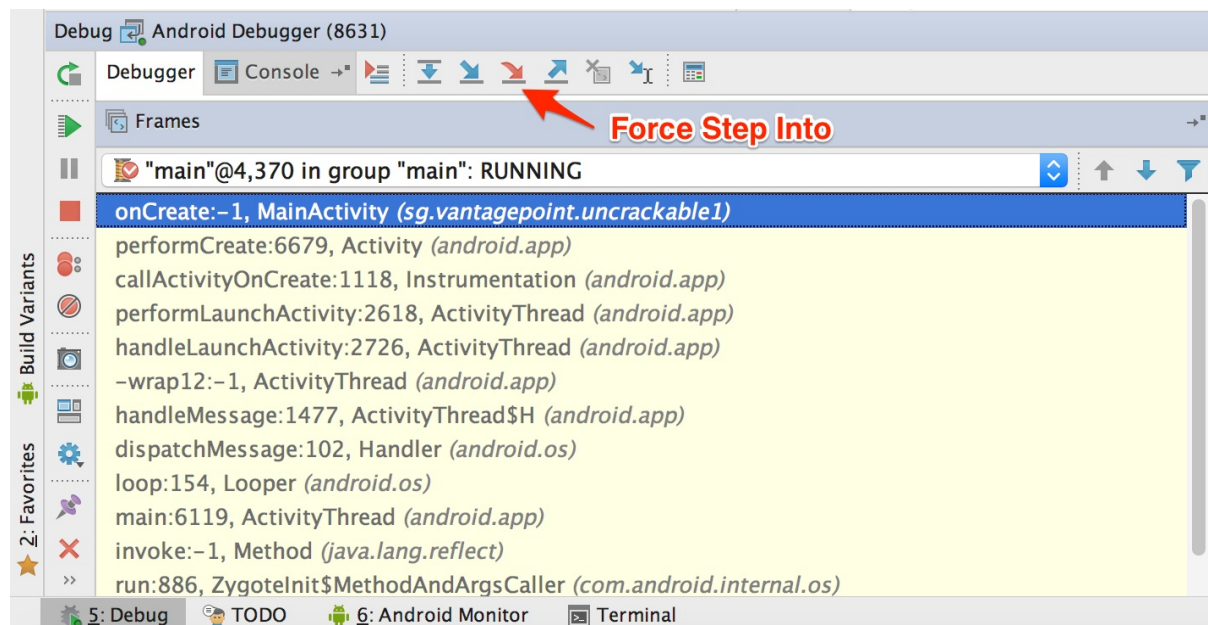 Debug Android Debugger (8631)
Debugger Console
Frames
Force Step Into
"main"@4,370 in group "main": RUNNING
onCreate:-1, MainActivity (sg.vantagepoint.uncrackable1)
performCreate:6679, Activity (android.app)
callActivityOnCreate:1118, Instrumentation (android.app)
performLaunchActivity:2618, ActivityThread (android.app)
handleLaunchActivity:2726, ActivityThread (android.app)
-wrap12:-1, ActivityThread (android.app)
handleMessage:1477, ActivityThread$H (android.app)
dispatchMessage:102, Handler (android.os)
loop:154, Looper (android.os)
main:6119, ActivityThread (android.app)
invoke:-1, Method (java.lang.reflect)
run:886, ZygoteInit$MethodAndArgsCaller (com.android.internal.os)
Build Variants
2: Favorites
5: Debug TODO 6: Android Monitor Terminal